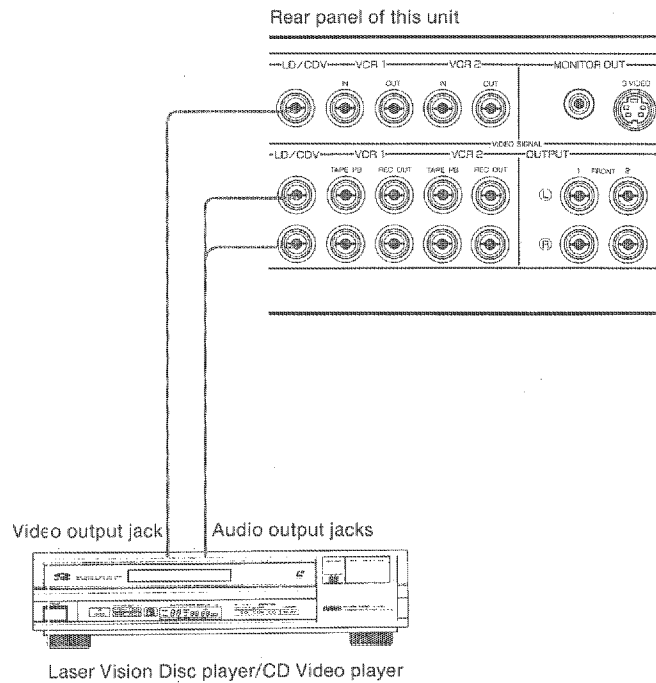 Rear panel of this unit
LD/CDV VCR 1 VCR 2 MONITOR OUT
IN OUT IN OUT S VIDEO
VIDEO SIGNAL
LD/CDV VCR 1 VCR 2 OUTPUT
TAPE PB REC OUT TAPE PB REC OUT 1 FRONT 2
L
R
Video output jack Audio output jacks
Laser Vision Disc player/CD Video player